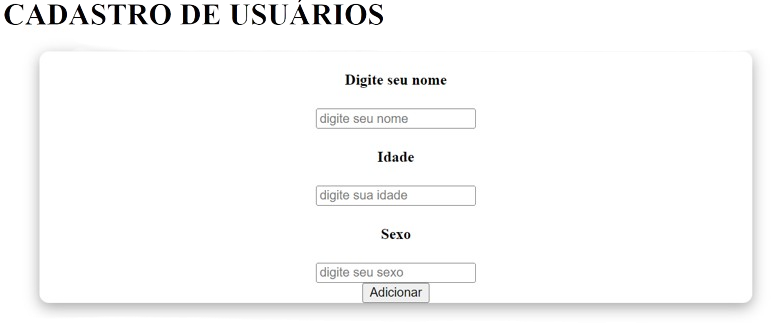 CADASTRO DE USUÁRIOS
Digite seu nome
digite seu nome
Idade
digite sua idade
Sexo
digite seu sexo
Adicionar